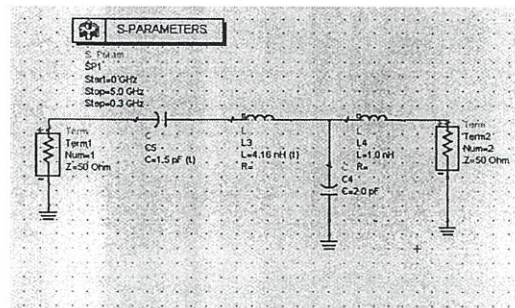 S-PARAMETERS
S_Param
SP1
Start=0 GHz
Stop=5.0 GHz
Step=0.3 GHz
Term
Term1
Num=1
Z=50 Ohm
C
C5
C=1.5 pF (t)
L
L3
L=4.16 nH (t)
R=
C
C4
C=2.0 pF
L
L4
L=1.0 nH
R=
Term
Term2
Num=2
Z=50 Ohm